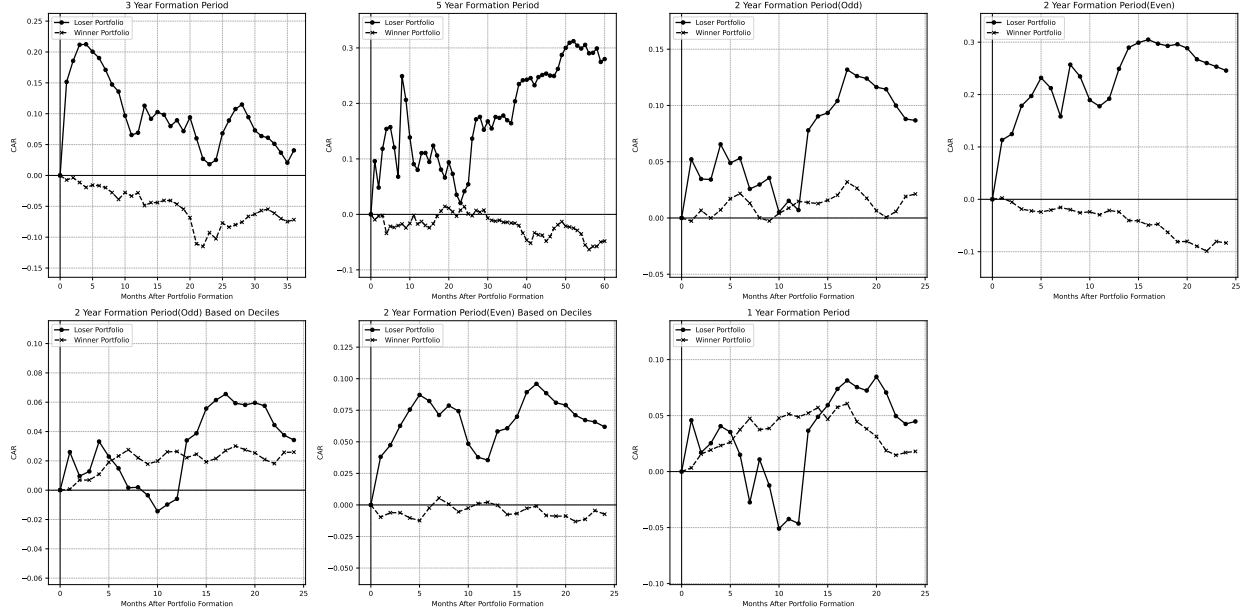 3 Year Formation Period
Loser Portfolio
Winner Portfolio
CAR
0.25
0.20
0.15
0.10
0.05
0.00
−0.05
−0.10
−0.15
0 5 10 15 20 25 30 35
Months After Portfolio Formation
5 Year Formation Period
Loser Portfolio
Winner Portfolio
CAR
0.3
0.2
0.1
0.0
−0.1
0 10 20 30 40 50 60
Months After Portfolio Formation
2 Year Formation Period(Odd)
Loser Portfolio
Winner Portfolio
CAR
0.15
0.10
0.05
0.00
−0.05
0 5 10 15 20 25
Months After Portfolio Formation
2 Year Formation Period(Even)
Loser Portfolio
Winner Portfolio
CAR
0.3
0.2
0.1
0.0
−0.1
0 5 10 15 20 25
Months After Portfolio Formation
2 Year Formation Period(Odd) Based on Deciles
Loser Portfolio
Winner Portfolio
CAR
0.10
0.08
0.06
0.04
0.02
0.00
−0.02
−0.04
−0.06
0 5 10 15 20 25
Months After Portfolio Formation
2 Year Formation Period(Even) Based on Deciles
Loser Portfolio
Winner Portfolio
CAR
0.125
0.100
0.075
0.050
0.025
0.000
−0.025
−0.050
0 5 10 15 20 25
Months After Portfolio Formation
1 Year Formation Period
Loser Portfolio
Winner Portfolio
CAR
0.10
0.05
0.00
−0.05
−0.10
0 5 10 15 20 25
Months After Portfolio Formation